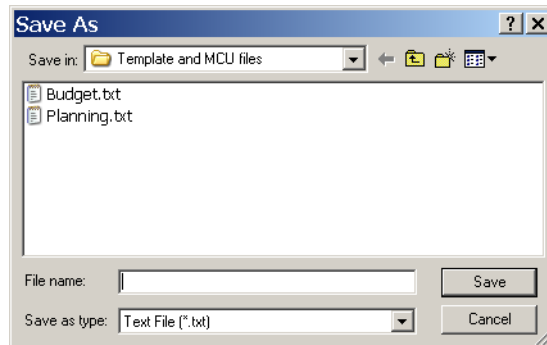 Save As
Save in: Template and MCU files
Budget.txt
Planning.txt
File name: Save
Save as type: Text File (*.txt) Cancel